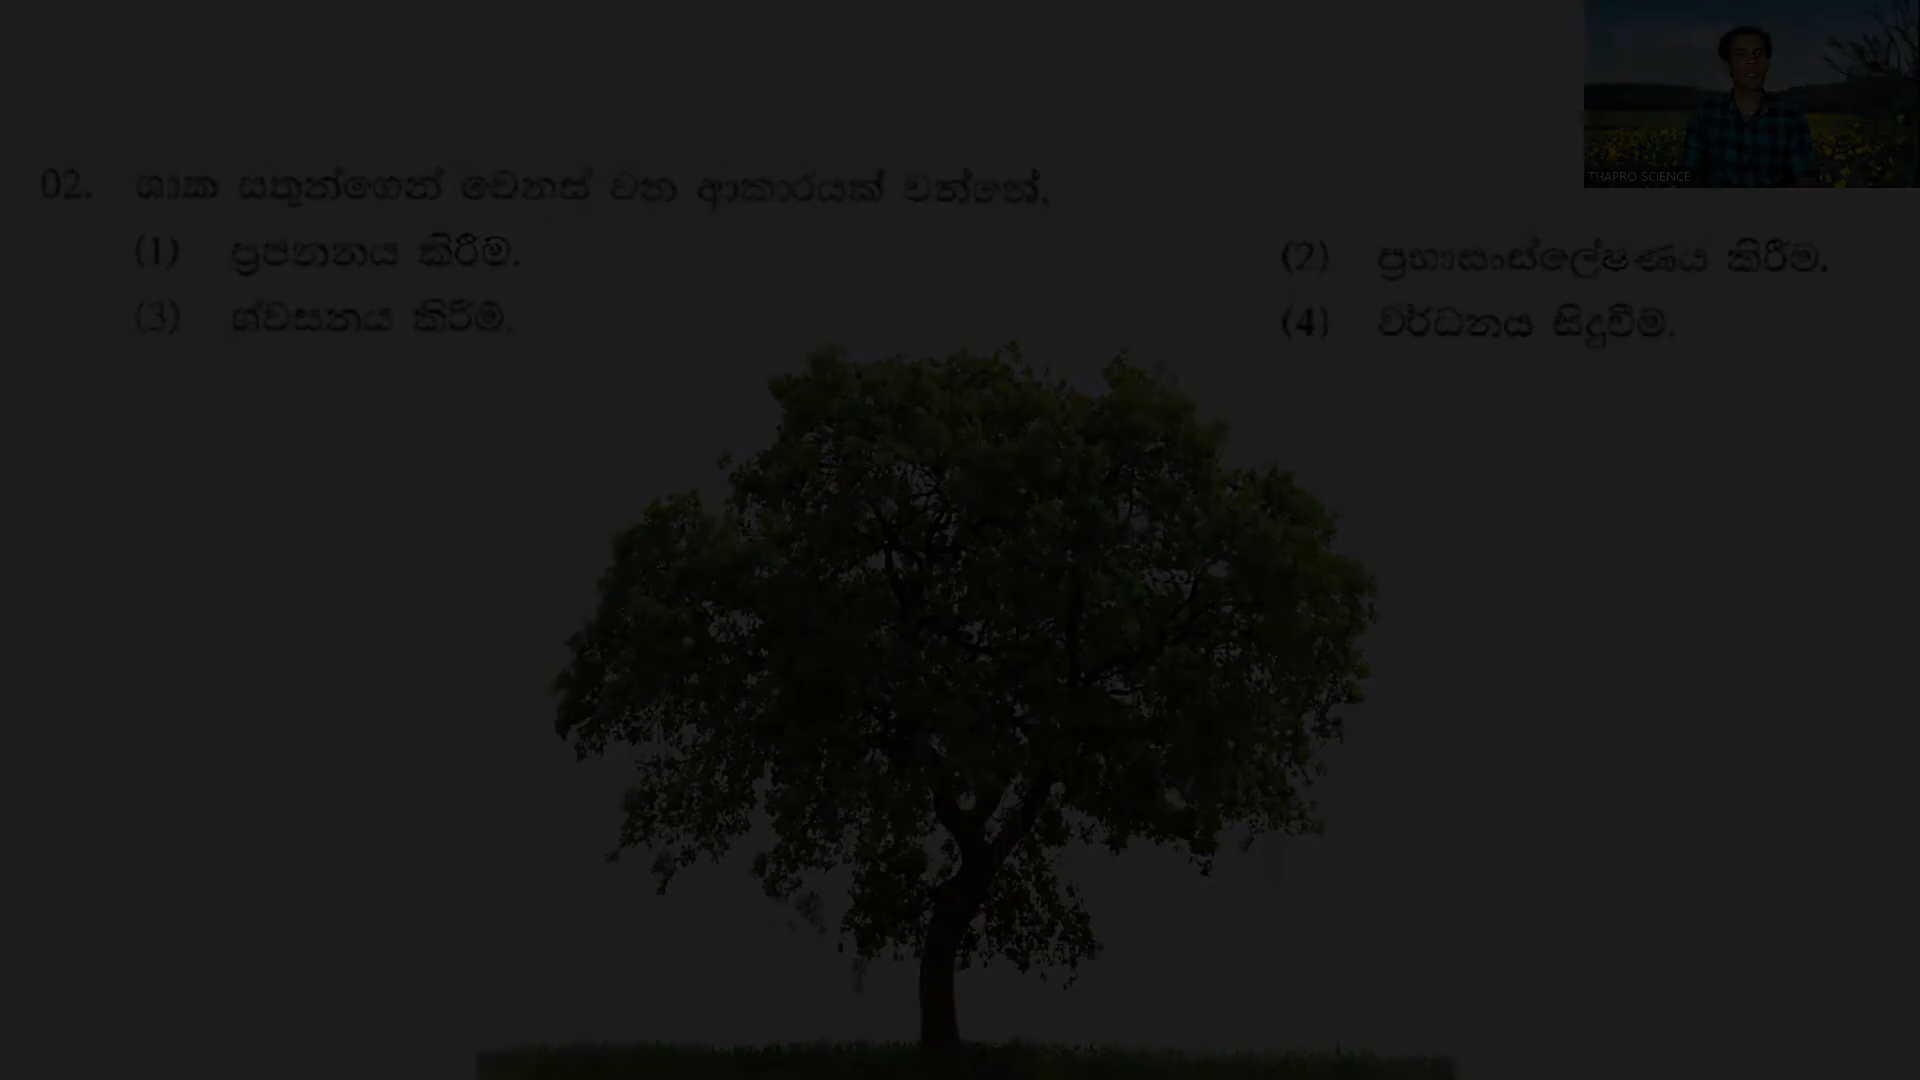 THAPRO SCIENCE
02. ශාක සතුන්ගෙන් වෙනස් වන ආකාරයක් වන්නේ,
(1) ප්‍රජනනය කිරීම. (2) ප්‍රභාසංස්ලේෂණය කිරීම.
(3) ශ්වසනය කිරීම. (4) වර්ධනය සිදුවීම.